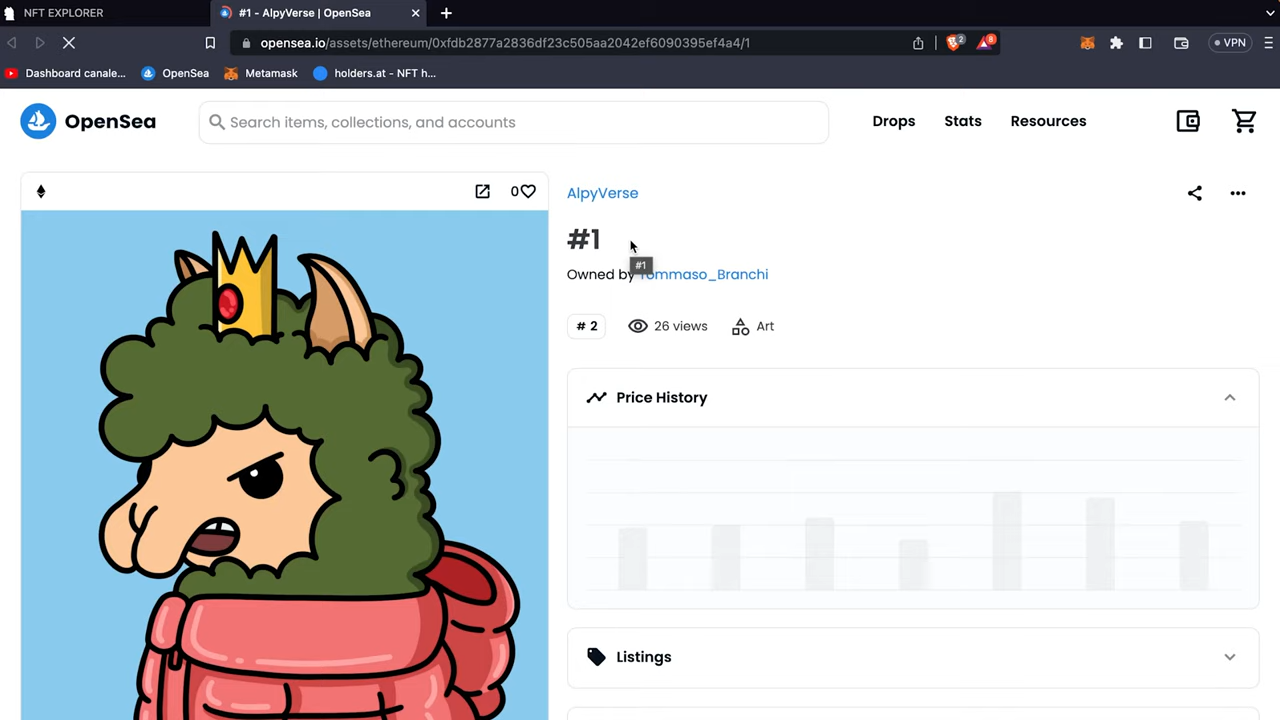 NFT EXPLORER
#1 - AlpyVerse | OpenSea
opensea.io/assets/ethereum/0xfdb2877a2836df23c505aa2042ef6090395ef4a4/1
2
8
VPN
Dashboard canale...
OpenSea
Metamask
holders.at - NFT h...
OpenSea
Search items, collections, and accounts
Drops
Stats
Resources
0
AlpyVerse
#1
#1
Owned by Tommaso_Branchi
# 2
26 views
Art
Price History
Listings